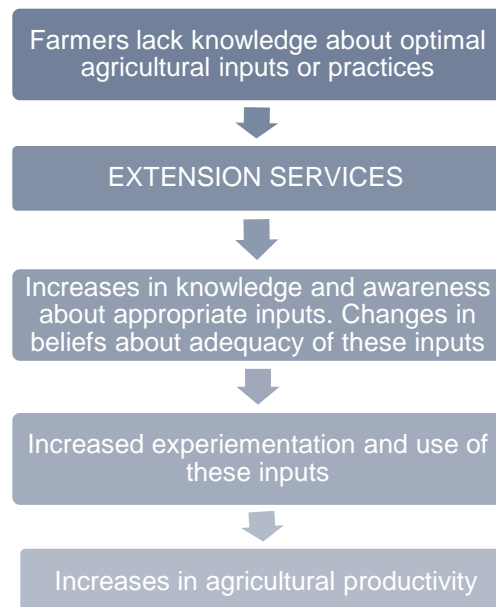 Farmers lack knowledge about optimal
agricultural inputs or practices
EXTENSION SERVICES
Increases in knowledge and awareness
about appropriate inputs. Changes in
beliefs about adequacy of these inputs
Increased experiementation and use of
these inputs
Increases in agricultural productivity